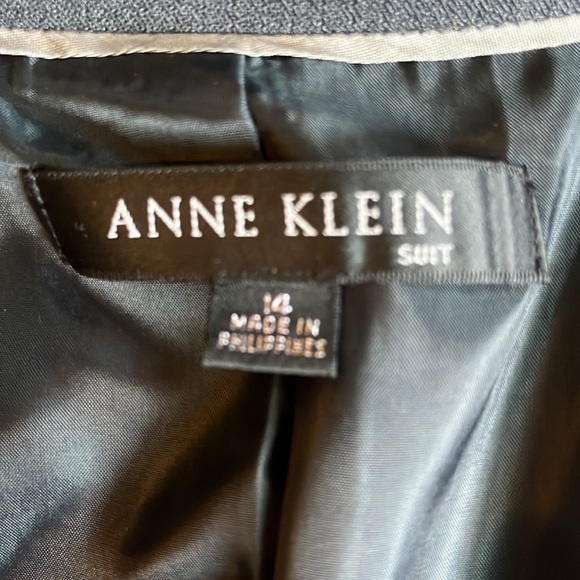 ANNE KLEIN
SUIT
14
MADE IN
PHILIPPINES